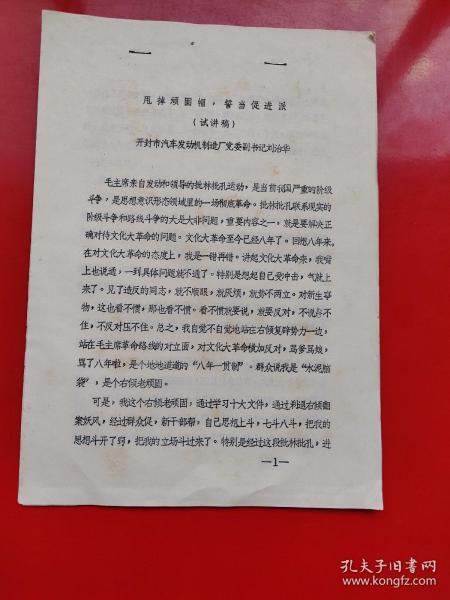 甩掉顽固帽，誓当促进派
（试讲稿）
开封市汽车发动机制造厂党委副书记刘治华
毛主席亲自发动和领导的批林批孔运动，是当前我国严重的阶级
斗争，是思想意识形态领域里的一场彻底革命。批林批孔联系现实的
阶级斗争和路线斗争的大是大非问题，重要内容之一，就是要解决正
确对待文化大革命的问题。文化大革命至今已经八年了。回想八年来，
在对文化大革命的态度上，我是一错再错。讲起文化大革命来，我嘴
上也说通，一到具体问题就不通了。特别是想起自己受冲击，气就上
来了。见了造反的同志，就不顺眼，就厌烦，就势不两立。对新生事
物，这也看不惯，那也看不惯。看不惯就要说，就要反对，不说存不
住，不反对压不住。总之，我自觉不自觉地站在右倾复辟势力一边，
站在毛主席革命路线的对立面，对文化大革命横加反对，骂爹骂娘，
骂了八年啦，是个地地道道的“八年一贯制”。群众说我是“水泥脑
袋”，是个右倾老顽固。
可是，我这个右倾老顽固，通过学习十大文件，通过刹退右倾翻
案妖风，经过群众促，新干部帮，自己思想上斗，七斗八斗，把我的
思想斗开了窍，把我的立场斗过来了。特别是经过这段批林批孔，进
—1—
孔夫子旧书网
www.kongfz.com